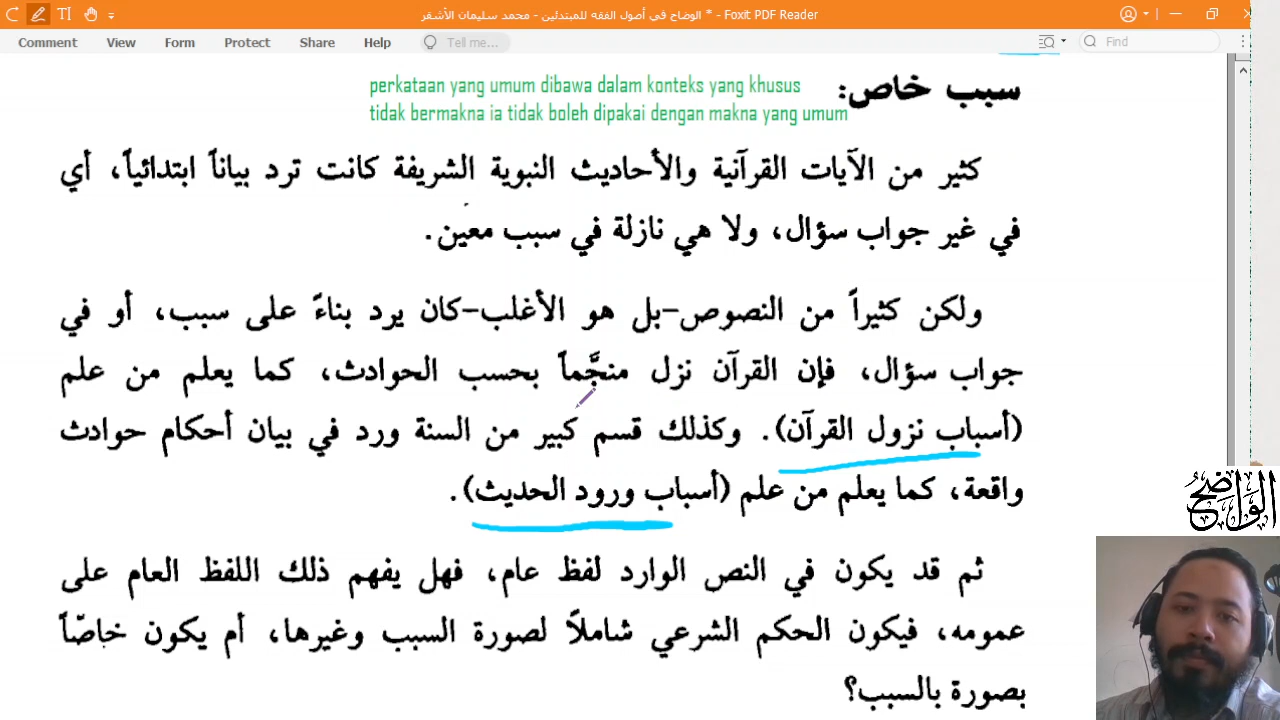 الوضاح في أصول الفقه للمبتدئين - محمد سليمان الأشقر * - Foxit PDF Reader
Comment View Form Protect Share Help Tell me... Find
سبب خاص:
perkataan yang umum dibawa dalam konteks yang khusus
tidak bermakna ia tidak boleh dipakai dengan makna yang umum
كثير من الآيات القرآنية والأحاديث النبوية الشريفة كانت ترد بياناً ابتدائياً، أي
في غير جواب سؤال، ولا هي نازلة في سبب معين.
ولكن كثيراً من النصوص-بل هو الأغلب-كان يرد بناءً على سبب، أو في
جواب سؤال، فإن القرآن نزل منجَّماً بحسب الحوادث، كما يعلم من علم
(أسباب نزول القرآن). وكذلك قسم كبير من السنة ورد في بيان أحكام حوادث
واقعة، كما يعلم من علم (أسباب ورود الحديث).
الواضح
ثم قد يكون في النص الوارد لفظ عام، فهل يفهم ذلك اللفظ العام على
عمومه، فيكون الحكم الشرعي شاملاً لصورة السبب وغيرها، أم يكون خاصّاً
بصورة بالسبب؟